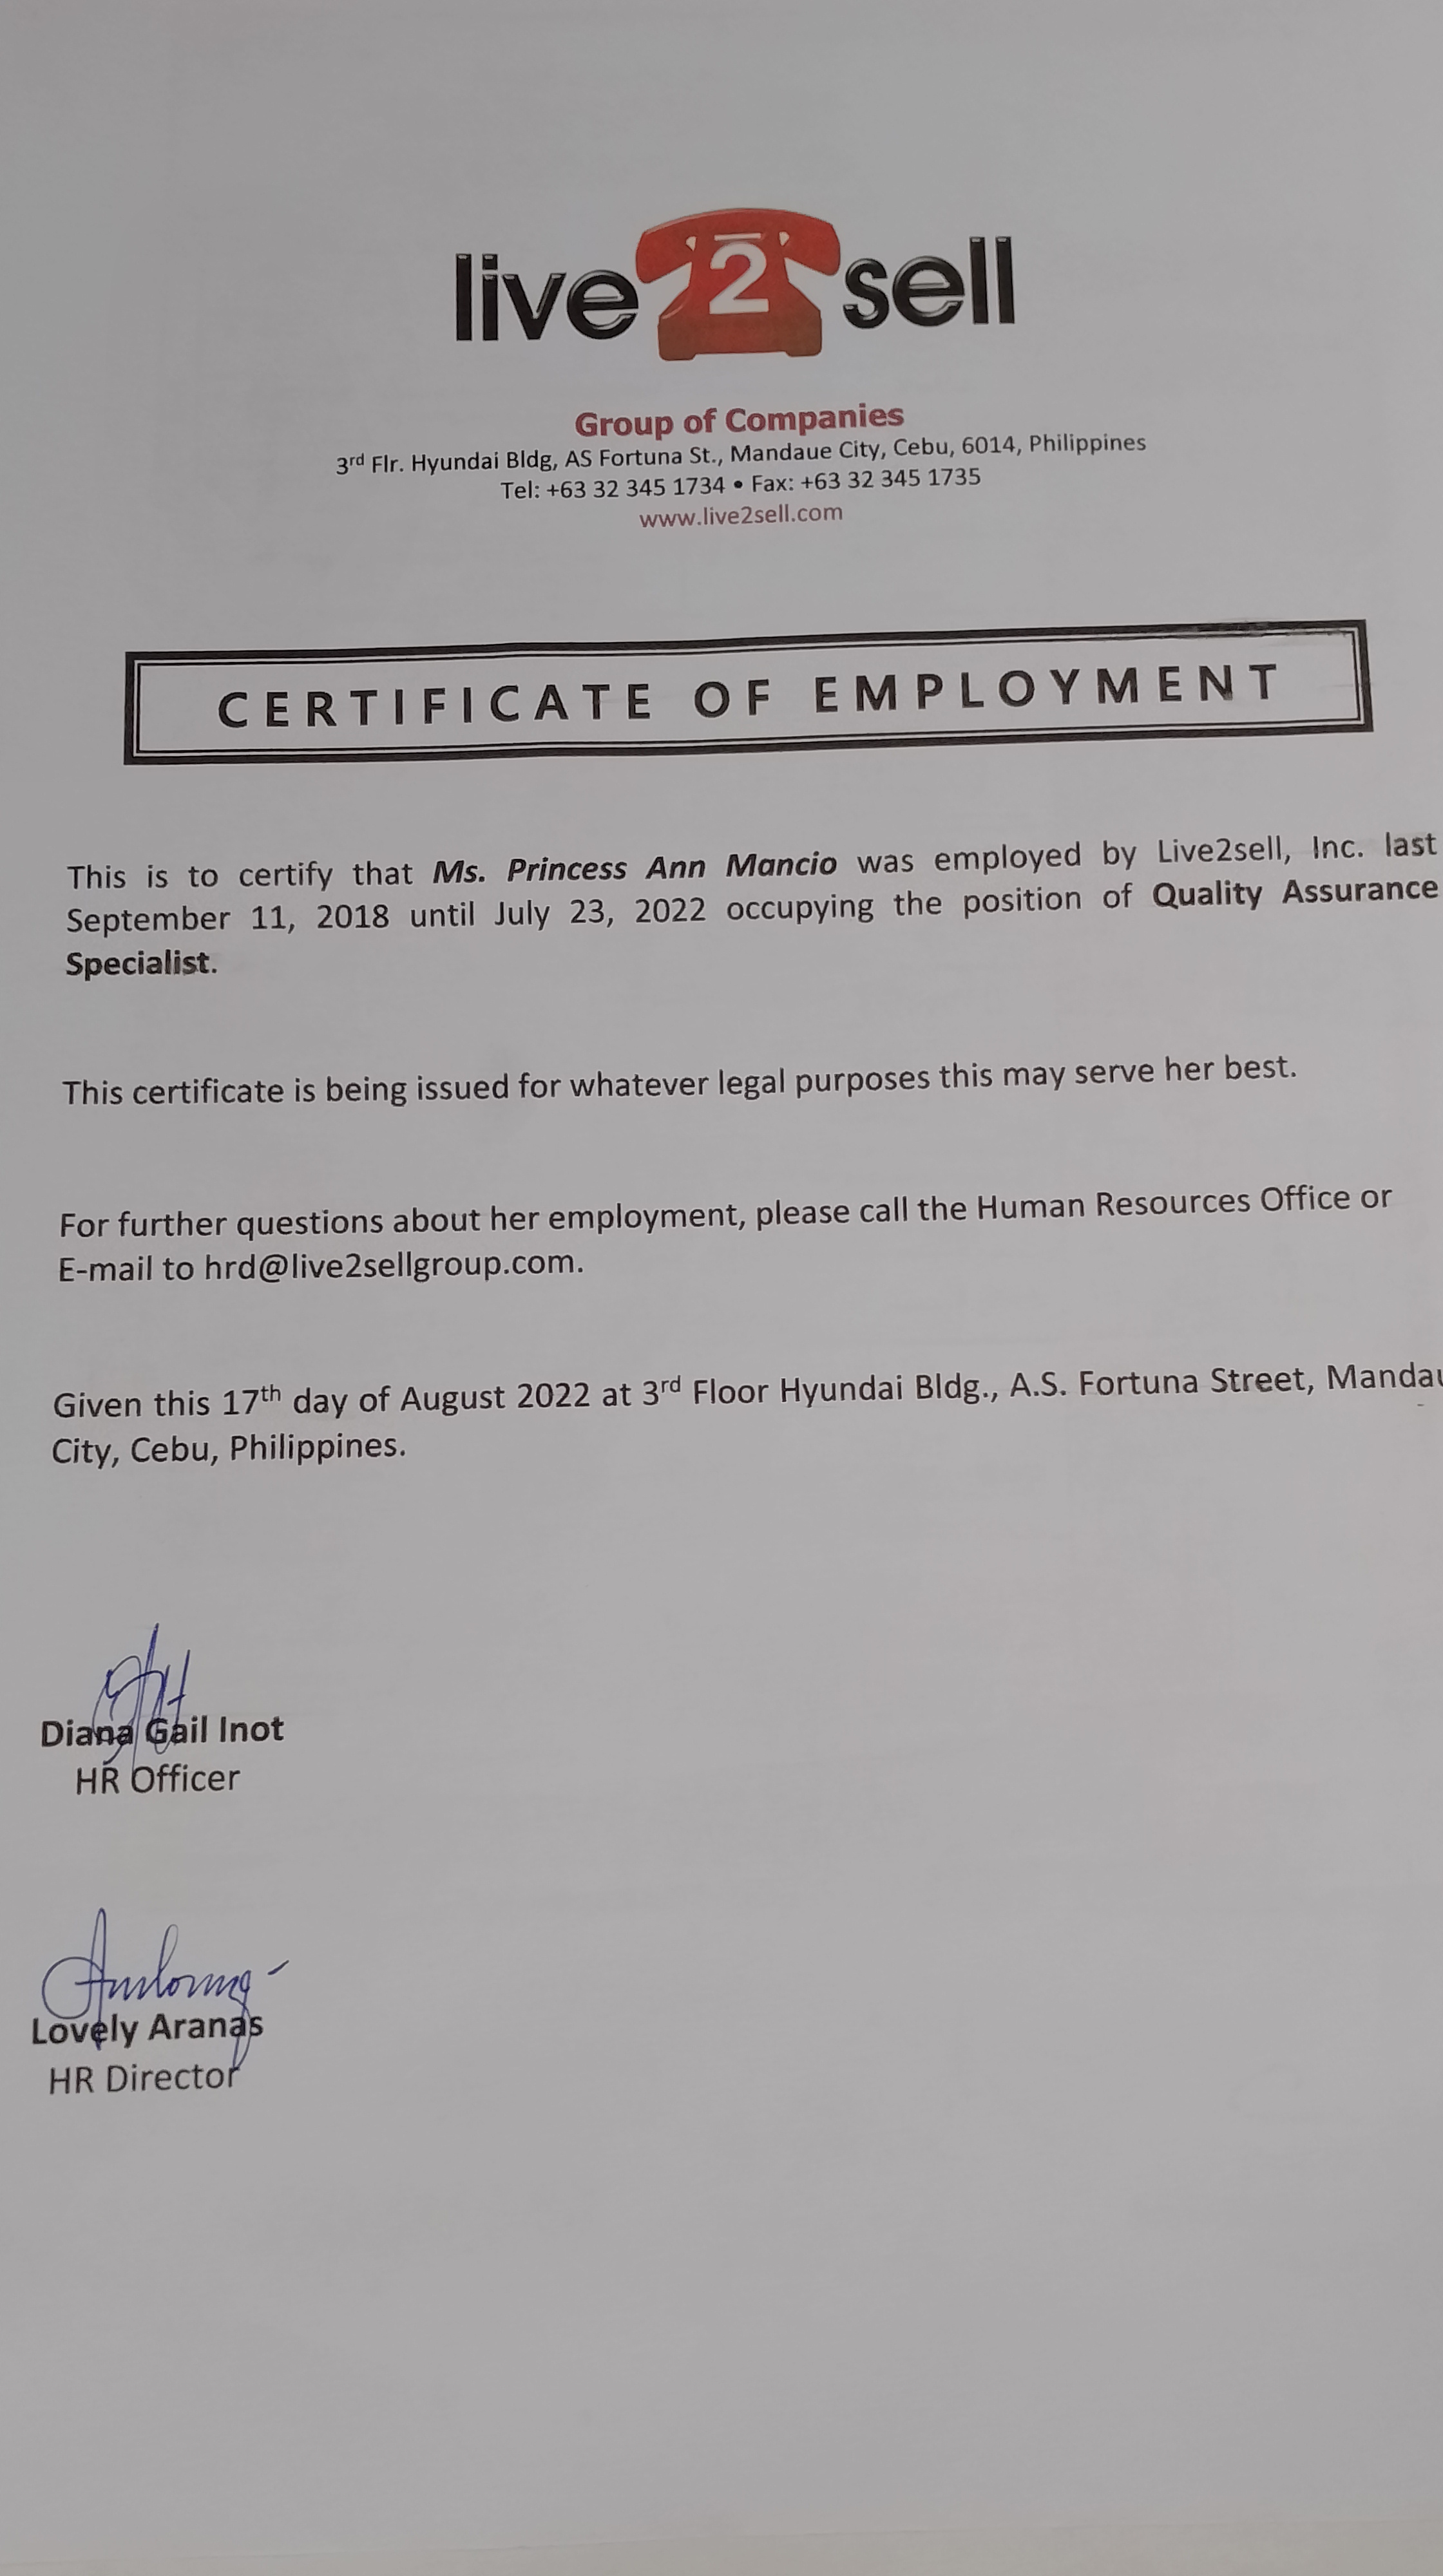 live 2 sell
Group of Companies
3rd Flr. Hyundai Bldg, AS Fortuna St., Mandaue City, Cebu, 6014, Philippines
Tel: +63 32 345 1734 • Fax: +63 32 345 1735
www.live2sell.com
CERTIFICATE OF EMPLOYMENT
This is to certify that Ms. Princess Ann Mancio was employed by Live2sell, Inc. last
September 11, 2018 until July 23, 2022 occupying the position of Quality Assurance
Specialist.
This certificate is being issued for whatever legal purposes this may serve her best.
For further questions about her employment, please call the Human Resources Office or
E-mail to hrd@live2sellgroup.com.
Given this 17th day of August 2022 at 3rd Floor Hyundai Bldg., A.S. Fortuna Street, Mandau
City, Cebu, Philippines.
Diana Gail Inot
HR Officer
Lovely Aranas
HR Director